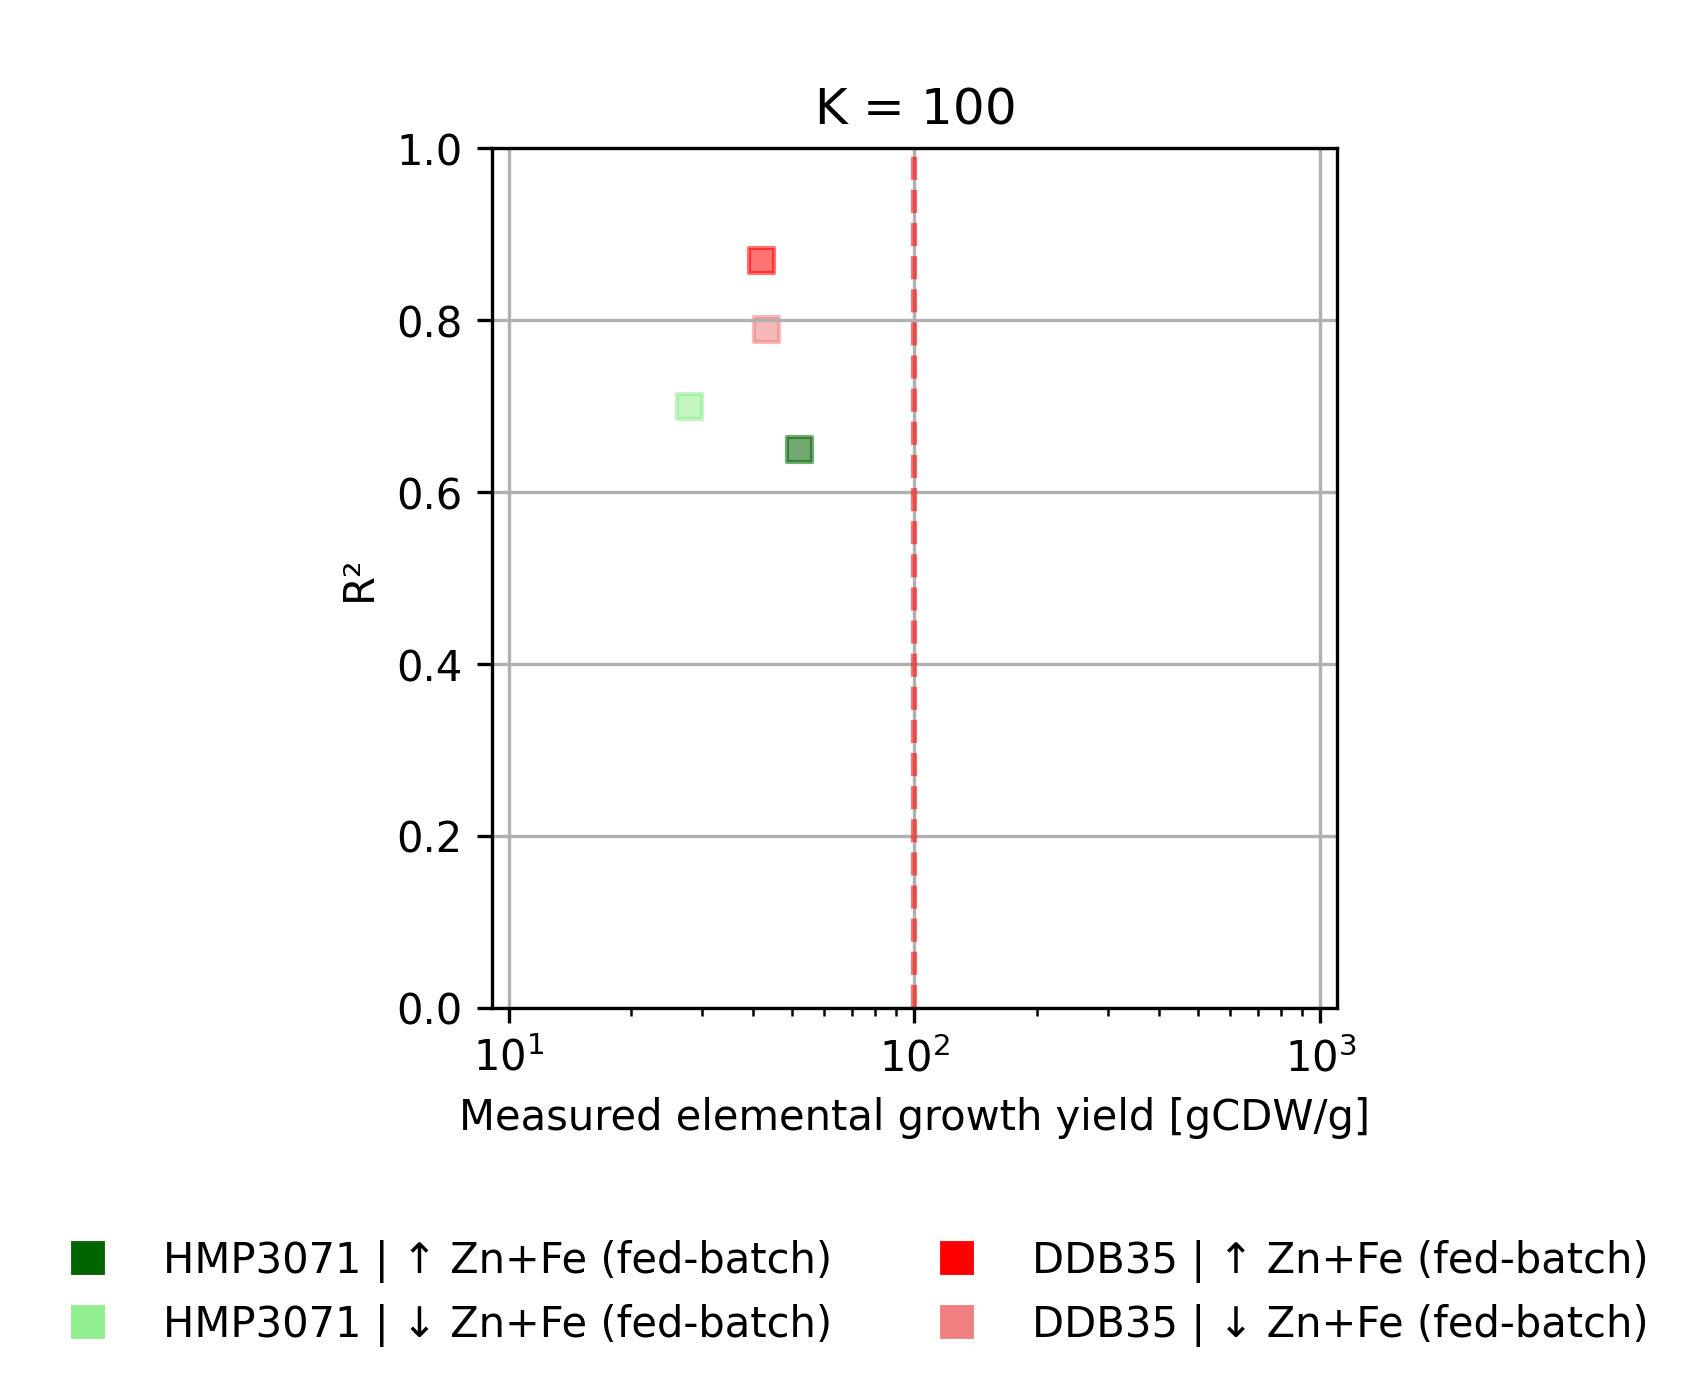 K = 100
1.0
0.8
0.6
0.4
0.2
0.0
R²
10¹ 10² 10³
Measured elemental growth yield [gCDW/g]
HMP3071 | ↑ Zn+Fe (fed-batch) DDB35 | ↑ Zn+Fe (fed-batch)
HMP3071 | ↓ Zn+Fe (fed-batch) DDB35 | ↓ Zn+Fe (fed-batch)